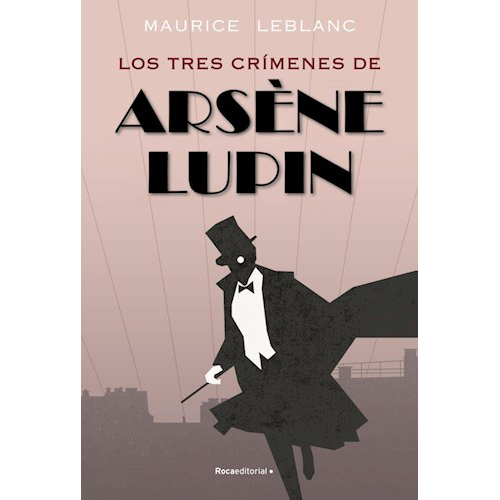 MAURICE LEBLANC
LOS TRES CRÍMENES DE
ARSÈNE
LUPIN
Rocaeditorial